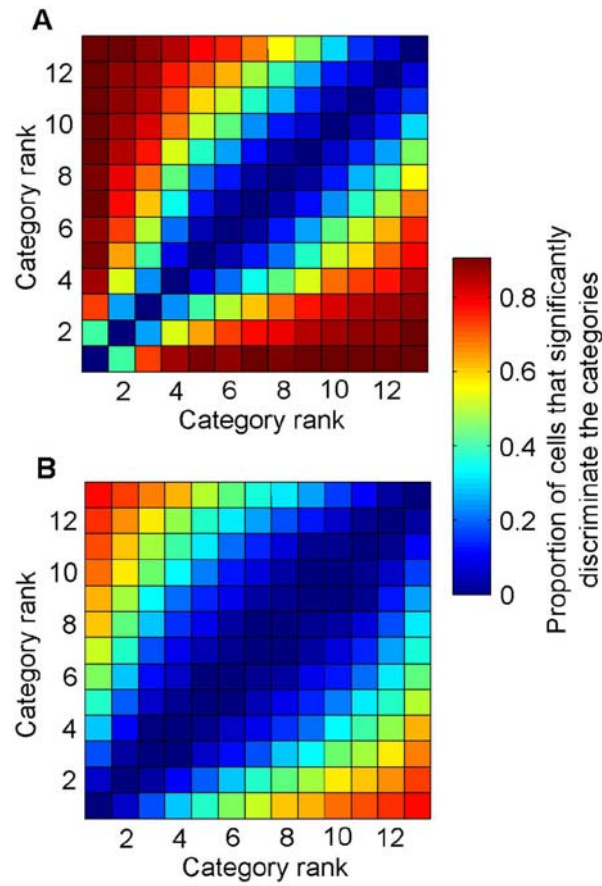 A
12
10
8
6
4
2
Category rank
2 4 6 8 10 12
Category rank
0.8
0.6
0.4
0.2
0
Proportion of cells that significantly
discriminate the categories
B
12
10
8
6
4
2
Category rank
2 4 6 8 10 12
Category rank